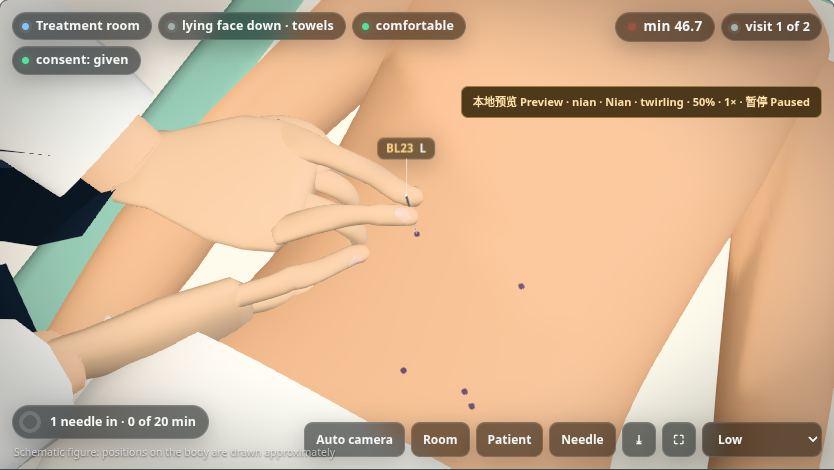 Treatment room
lying face down · towels
comfortable
min 46.7
visit 1 of 2
consent: given
本地预览 Preview · nian · Nian · twirling · 50% · 1× · 暂停 Paused
BL23 L
1 needle in · 0 of 20 min
Auto camera
Room
Patient
Needle
Low
Schematic figure: positions on the body are drawn approximately